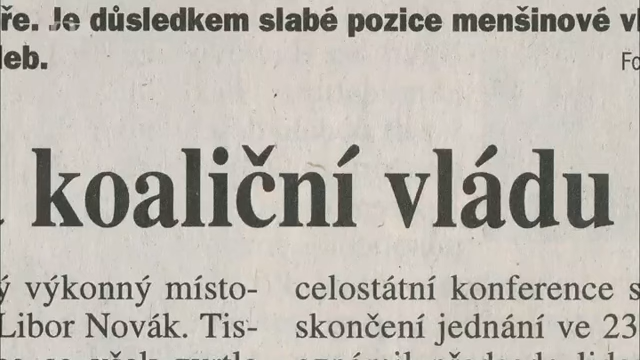 ře. Je důsledkem slabé pozice menšinové
leb.
koaliční vládu
ý výkonný místo-
celostátní konference s
Libor Novák. Tis-
skončení jednání ve 23